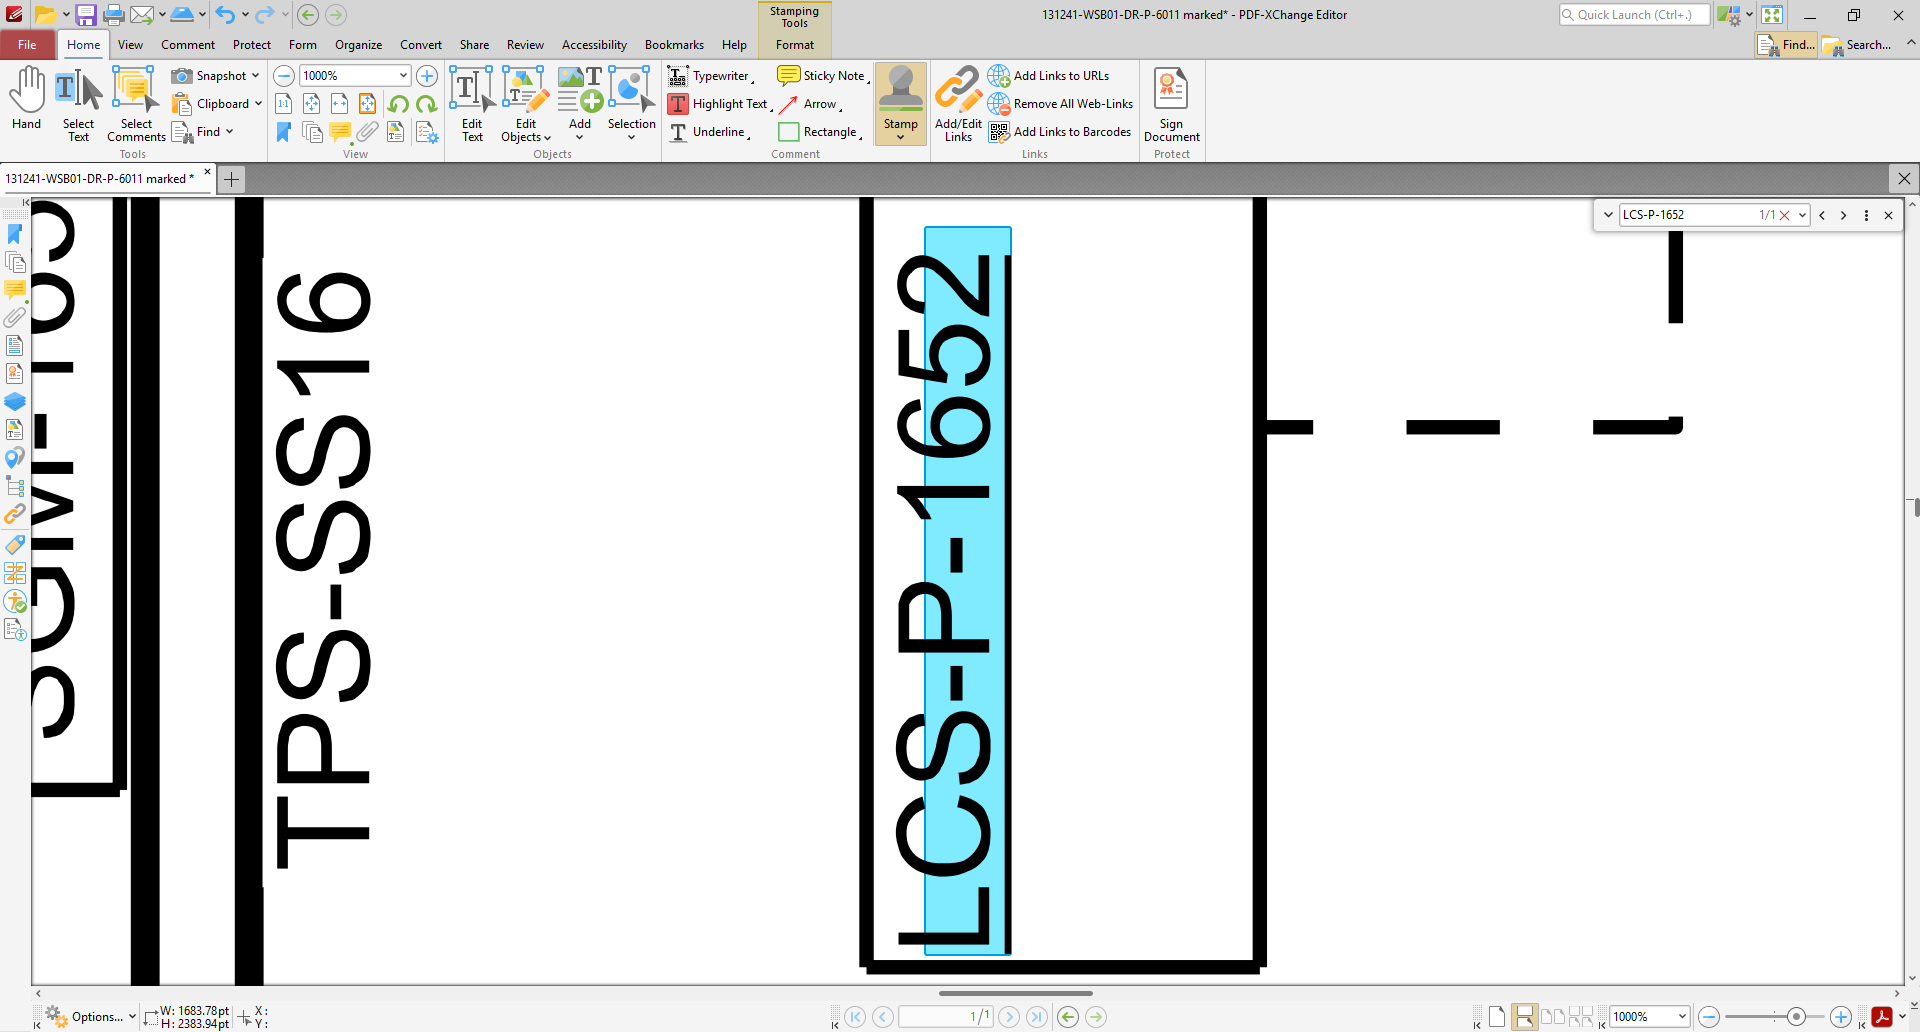 Stamping Tools
131241-WSB01-DR-P-6011 marked* - PDF-XChange Editor
Quick Launch (Ctrl+.)
File Home View Comment Protect Form Organize Convert Share Review Accessibility Bookmarks Help Format Find... Search...
Hand
Select Text
Select Comments
Snapshot
Clipboard
Find
Tools
1000%
1:1
View
Edit Text
Edit Objects
Add
Selection
Objects
Typewriter
Highlight Text
Underline
Sticky Note
Arrow
Rectangle
Stamp
Comment
Add/Edit Links
Add Links to URLs
Remove All Web-Links
Add Links to Barcodes
Links
Sign Document
Protect
131241-WSB01-DR-P-6011 marked *
LCS-P-1652 1/1
TPS-SS16
LCS-P-1652
Options...
W: 1683.78pt
H: 2383.94pt
X :
Y :
1/1
1000%